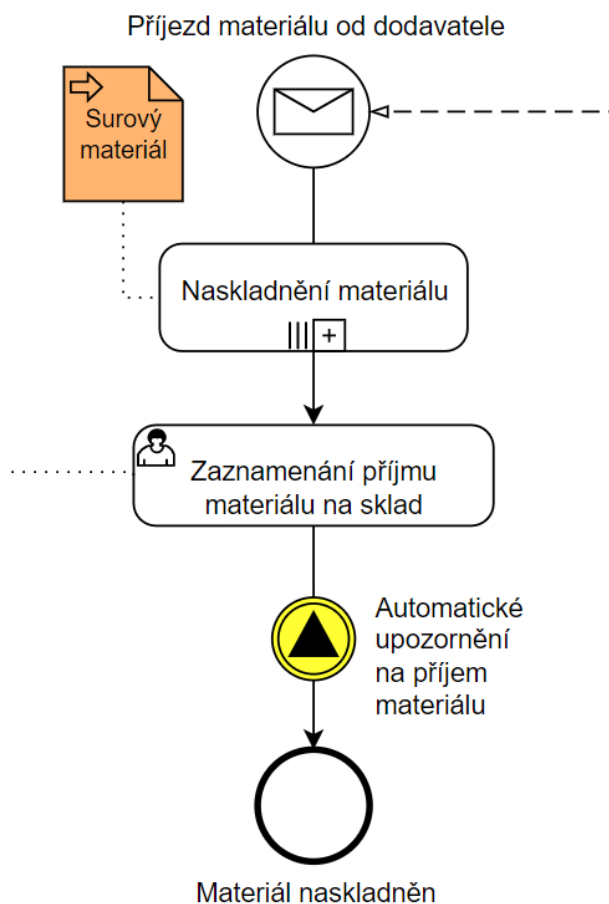 Příjezd materiálu od dodavatele
Surový
materiál
Naskladnění materiálu
Zaznamenání příjmu
materiálu na sklad
Automatické
upozornění
na příjem
materiálu
Materiál naskladněn